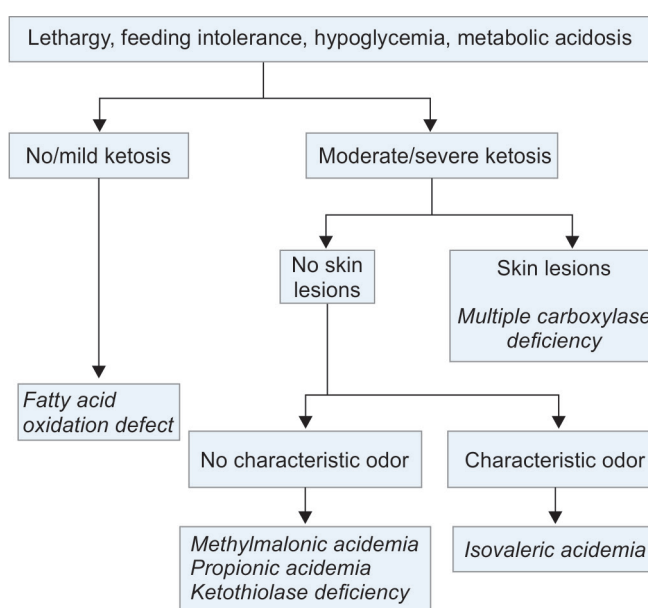 Lethargy, feeding intolerance, hypoglycemia, metabolic acidosis
No/mild ketosis
Moderate/severe ketosis
No skin
lesions
Skin lesions
Multiple carboxylase
deficiency
Fatty acid
oxidation defect
No characteristic odor
Characteristic odor
Methylmalonic acidemia
Propionic acidemia
Ketothiolase deficiency
Isovaleric acidemia